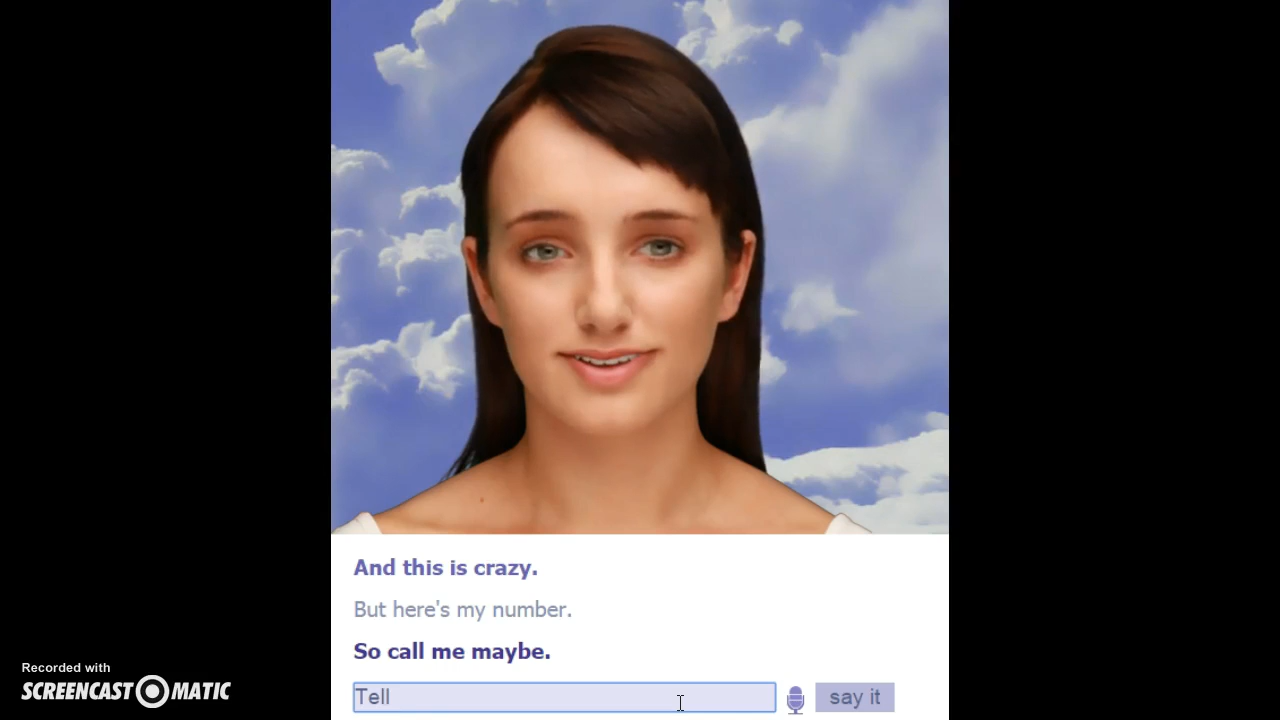 And this is crazy.
But here's my number.
So call me maybe.
Tell
say it
Recorded with
SCREENCAST MATIC